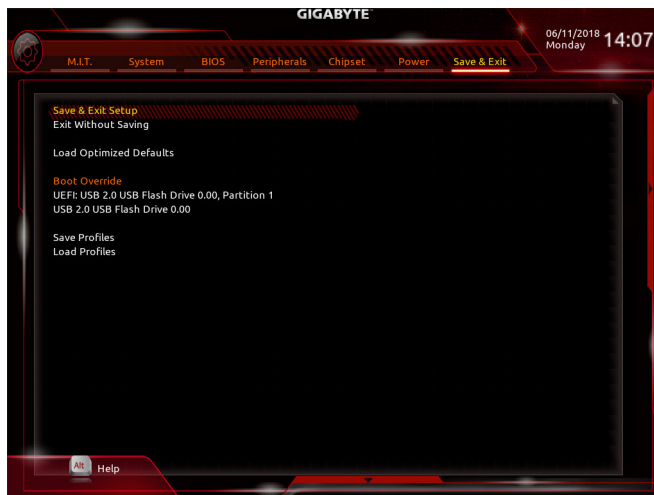 GIGABYTE™
06/11/2018 14:07
Monday
M.I.T. System BIOS Peripherals Chipset Power Save & Exit
Save & Exit Setup
Exit Without Saving
Load Optimized Defaults
Boot Override
UEFI: USB 2.0 USB Flash Drive 0.00, Partition 1
USB 2.0 USB Flash Drive 0.00
Save Profiles
Load Profiles
Alt Help